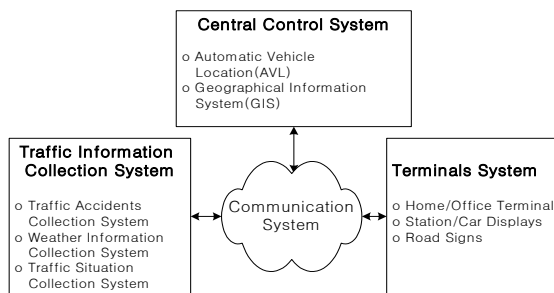 Central Control System
o Automatic Vehicle
Location(AVL)
o Geographical Information
System(GIS)
Traffic Information
Collection System
o Traffic Accidents
Collection System
o Weather Information
Collection System
o Traffic Situation
Collection System
Communication
System
Terminals System
o Home/Office Terminal
o Station/Car Displays
o Road Signs